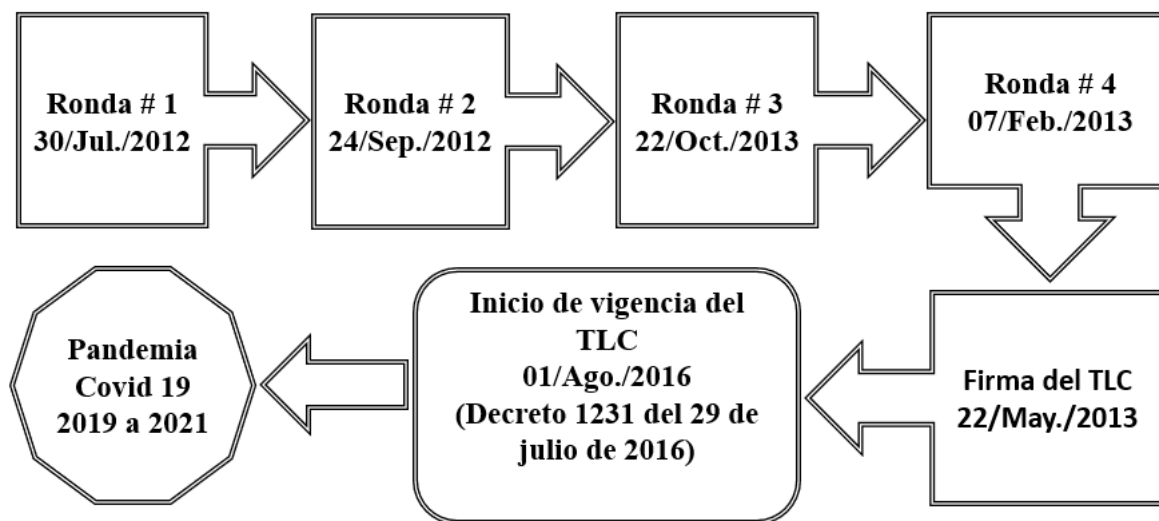 Ronda # 1
30/Jul./2012
Ronda # 2
24/Sep./2012
Ronda # 3
22/Oct./2013
Ronda # 4
07/Feb./2013
Firma del TLC
22/May./2013
Inicio de vigencia del
TLC
01/Ago./2016
(Decreto 1231 del 29 de
julio de 2016)
Pandemia
Covid 19
2019 a 2021